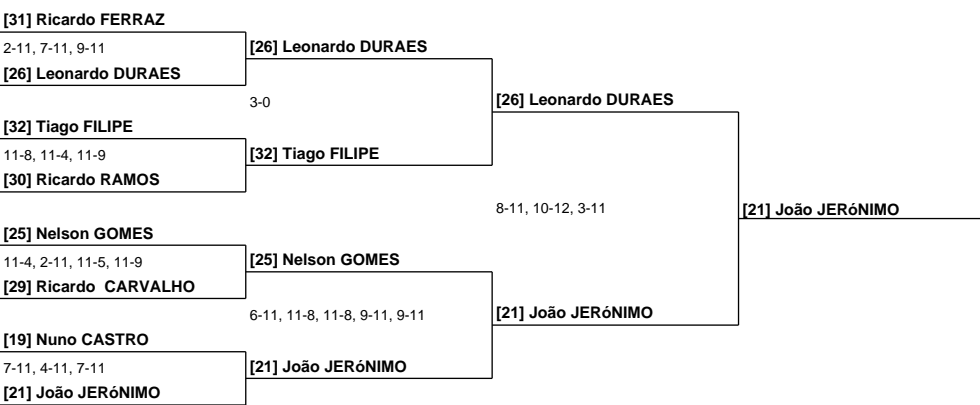 [31] Ricardo FERRAZ
2-11, 7-11, 9-11
[26] Leonardo DURAES
[26] Leonardo DURAES
3-0
[26] Leonardo DURAES
[32] Tiago FILIPE
11-8, 11-4, 11-9
[32] Tiago FILIPE
[30] Ricardo RAMOS
8-11, 10-12, 3-11
[21] João JERóNIMO
[25] Nelson GOMES
11-4, 2-11, 11-5, 11-9
[25] Nelson GOMES
[29] Ricardo  CARVALHO
6-11, 11-8, 11-8, 9-11, 9-11
[21] João JERóNIMO
[19] Nuno CASTRO
7-11, 4-11, 7-11
[21] João JERóNIMO
[21] João JERóNIMO